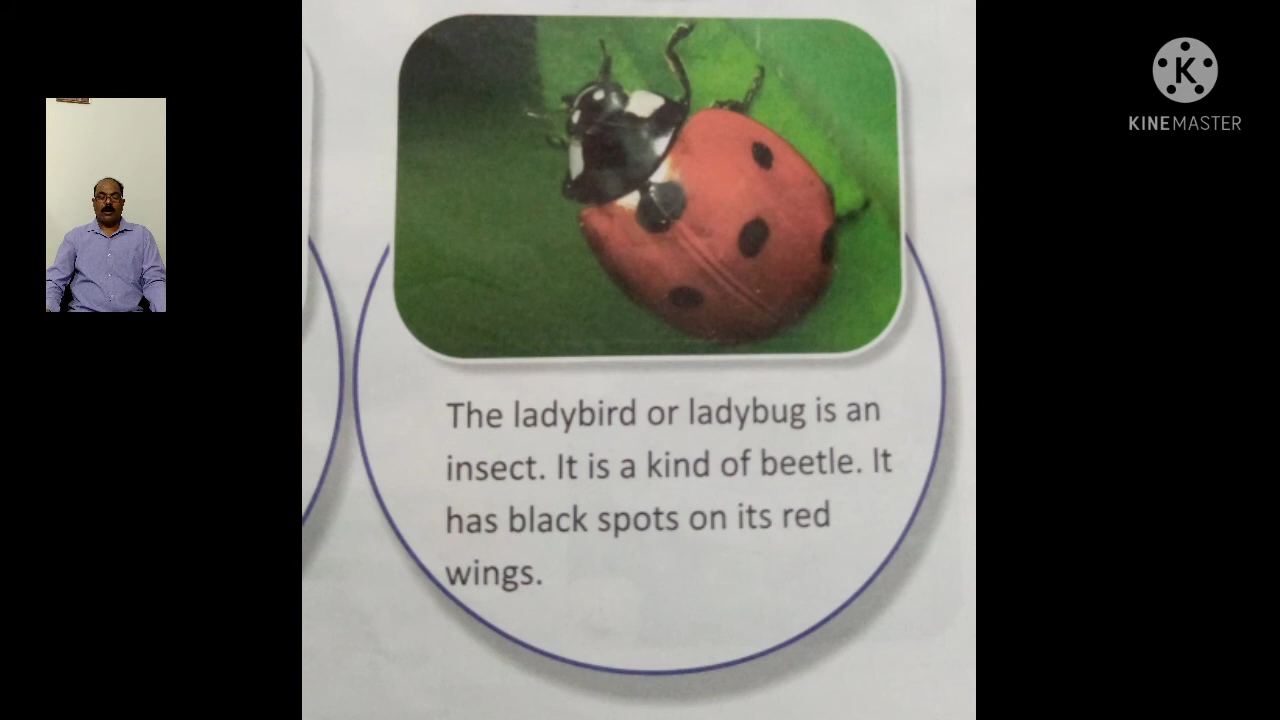 K
KINEMASTER
The ladybird or ladybug is an
insect. It is a kind of beetle. It
has black spots on its red
wings.